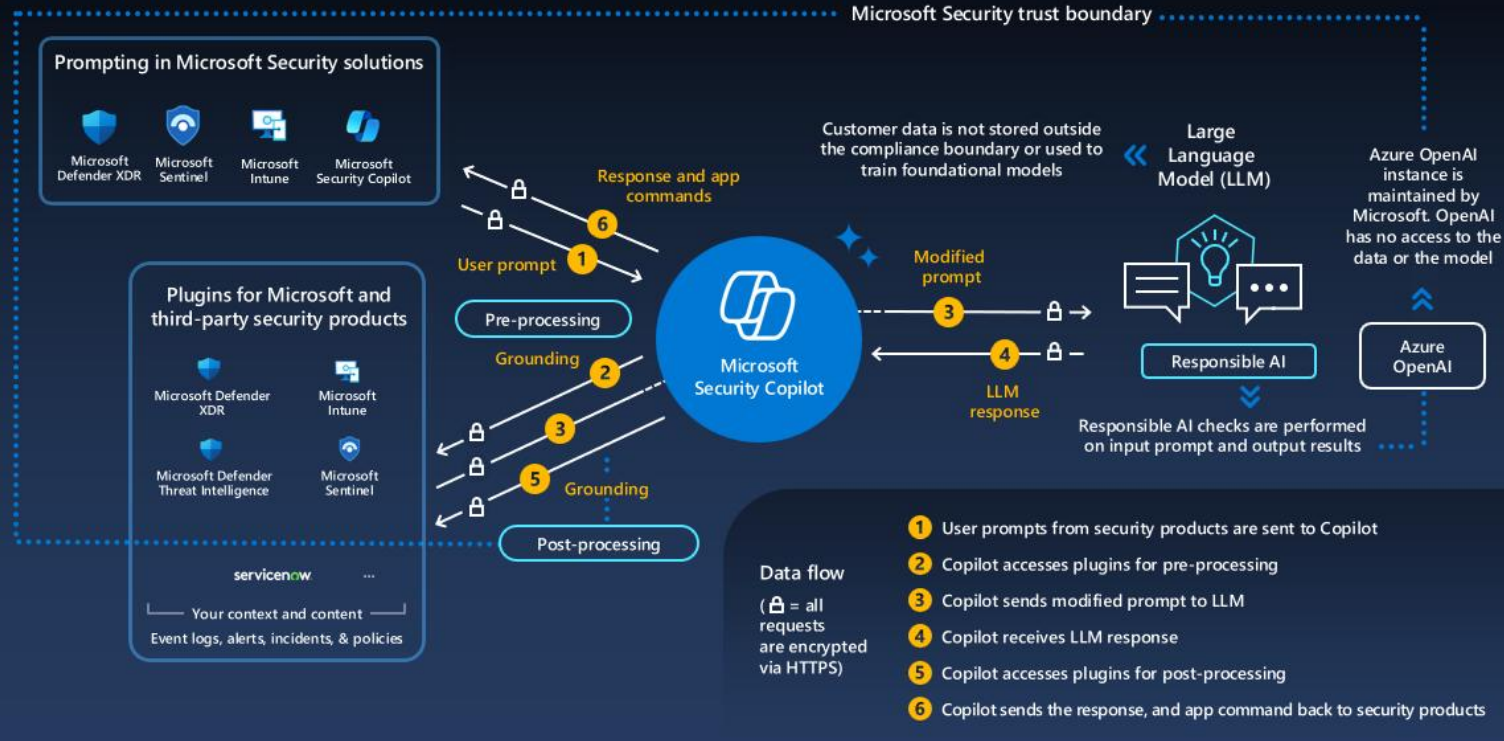 Microsoft Security trust boundary
Prompting in Microsoft Security solutions
Microsoft
Defender XDR
Microsoft
Sentinel
Microsoft
Intune
Microsoft
Security Copilot
Response and app
commands
6
1
User prompt
Pre-processing
Plugins for Microsoft and
third-party security products
Microsoft Defender
XDR
Microsoft
Intune
Microsoft Defender
Threat Intelligence
Microsoft
Sentinel
servicenow
...
Your context and content
Event logs, alerts, incidents, & policies
Grounding
2
3
5
Grounding
Post-processing
Microsoft
Security Copilot
Modified
prompt
3
4
LLM
response
Customer data is not stored outside
the compliance boundary or used to
train foundational models
Large
Language
Model (LLM)
Responsible AI
Responsible AI checks are performed
on input prompt and output results
Azure OpenAI
instance is
maintained by
Microsoft. OpenAI
has no access to the
data or the model
Azure
OpenAI
Data flow
( = all
requests
are encrypted
via HTTPS)
1 User prompts from security products are sent to Copilot
2 Copilot accesses plugins for pre-processing
3 Copilot sends modified prompt to LLM
4 Copilot receives LLM response
5 Copilot accesses plugins for post-processing
6 Copilot sends the response, and app command back to security products